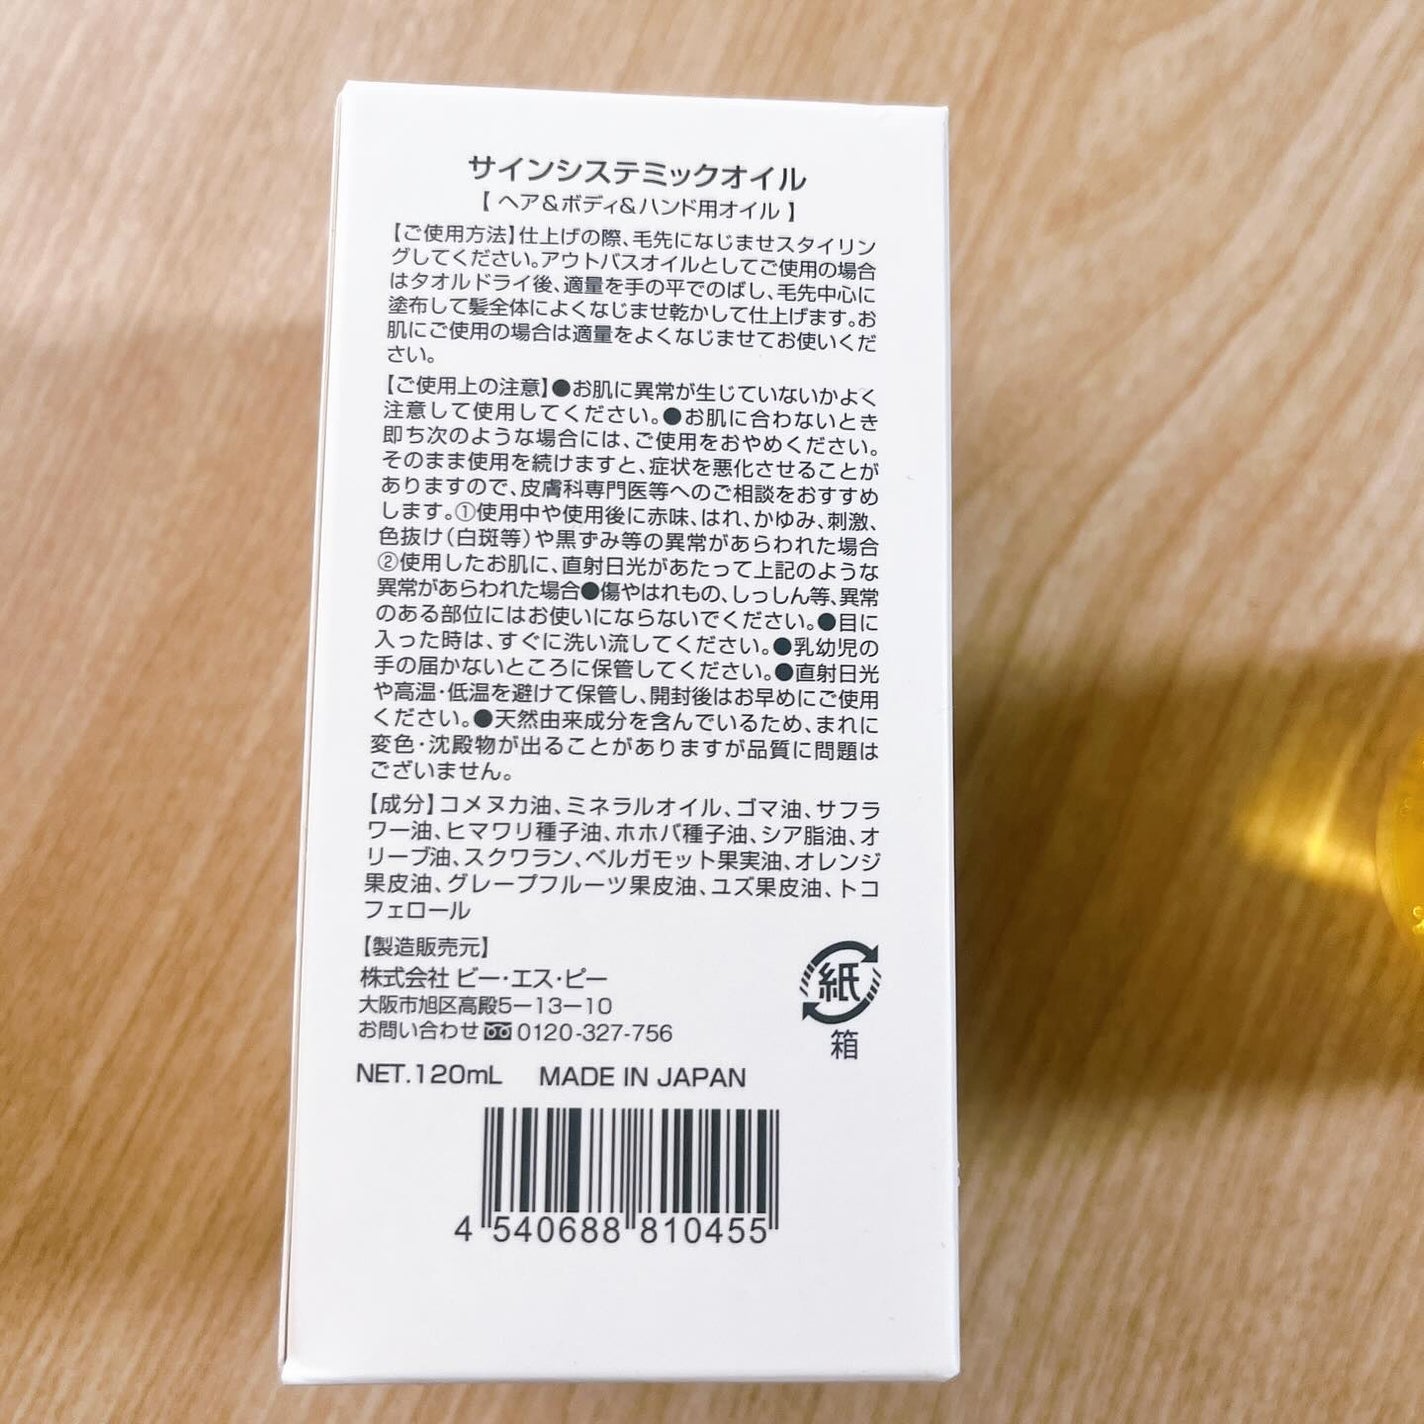 サインシステミックオイル
【 ヘア&ボディ&ハンド用オイル 】
【ご使用方法】仕上げの際、毛先になじませスタイリン
グしてください。アウトバスオイルとしてご使用の場合
はタオルドライ後、適量を手の平でのばし、毛先中心に
塗布して髪全体によくなじませ乾かして仕上げます。お
肌にご使用の場合は適量をよくなじませてお使いくだ
さい。
【ご使用上の注意】●お肌に異常が生じていないかよく
注意して使用してください。●お肌に合わないとき
即ち次のような場合には、ご使用をおやめください。
そのまま使用を続けますと、症状を悪化させることが
ありますので、皮膚科専門医等へのご相談をおすすめ
します。①使用中や使用後に赤味、はれ、かゆみ、刺激、
色抜け（白斑等）や黒ずみ等の異常があらわれた場合
②使用したお肌に、直射日光があたって上記のような
異常があらわれた場合●傷やはれもの、しっしん等、異常
のある部位にはお使いにならないでください。●目に
入った時は、すぐに洗い流してください。●乳幼児の
手の届かないところに保管してください。●直射日光
や高温・低温を避けて保管し、開封後はお早めにご使用
ください。●天然由来成分を含んでいるため、まれに
変色・沈殿物が出ることがありますが品質に問題は
ございません。
【成分】コメヌカ油、ミネラルオイル、ゴマ油、サフラ
ワー油、ヒマワリ種子油、ホホバ種子油、シア脂油、オ
リーブ油、スクワラン、ベルガモット果実油、オレンジ
果皮油、グレープフルーツ果皮油、ユズ果皮油、トコ
フェロール
【製造販売元】
株式会社 ビー・エス・ピー
大阪市旭区高殿5−13−10
お問い合わせ 0120-327-756
紙
箱
NET.120mL MADE IN JAPAN
4 540688 810455